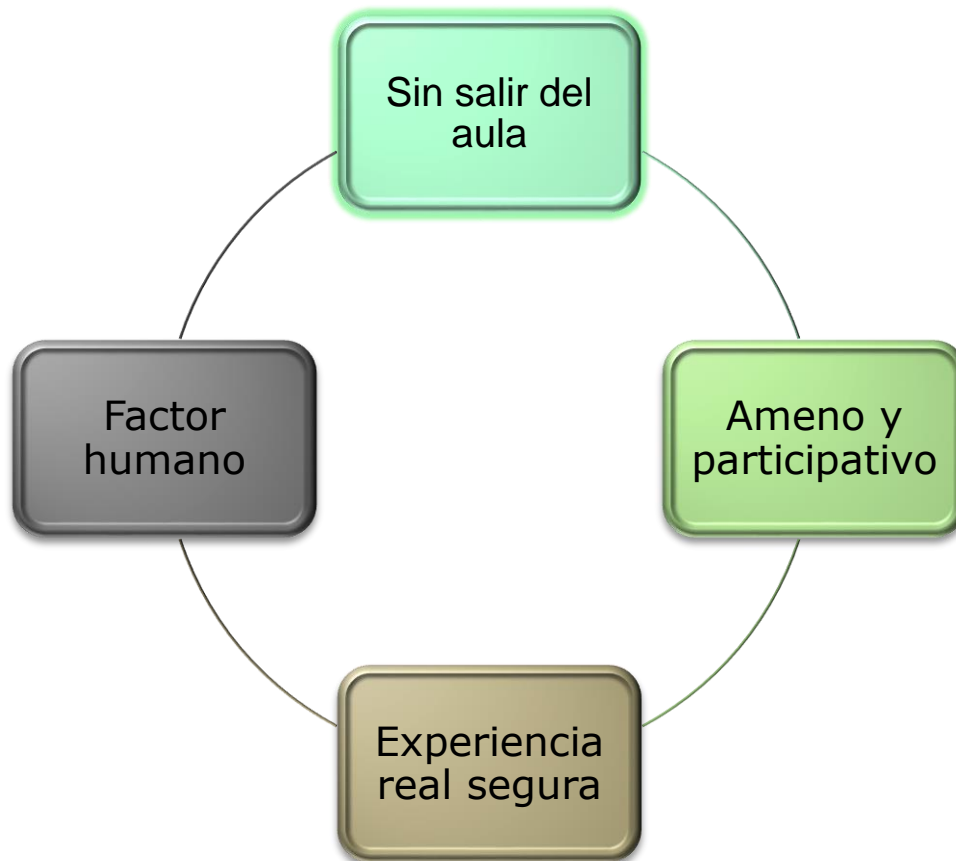 Sin salir del
aula
Factor
humano
Ameno y
participativo
Experiencia
real segura